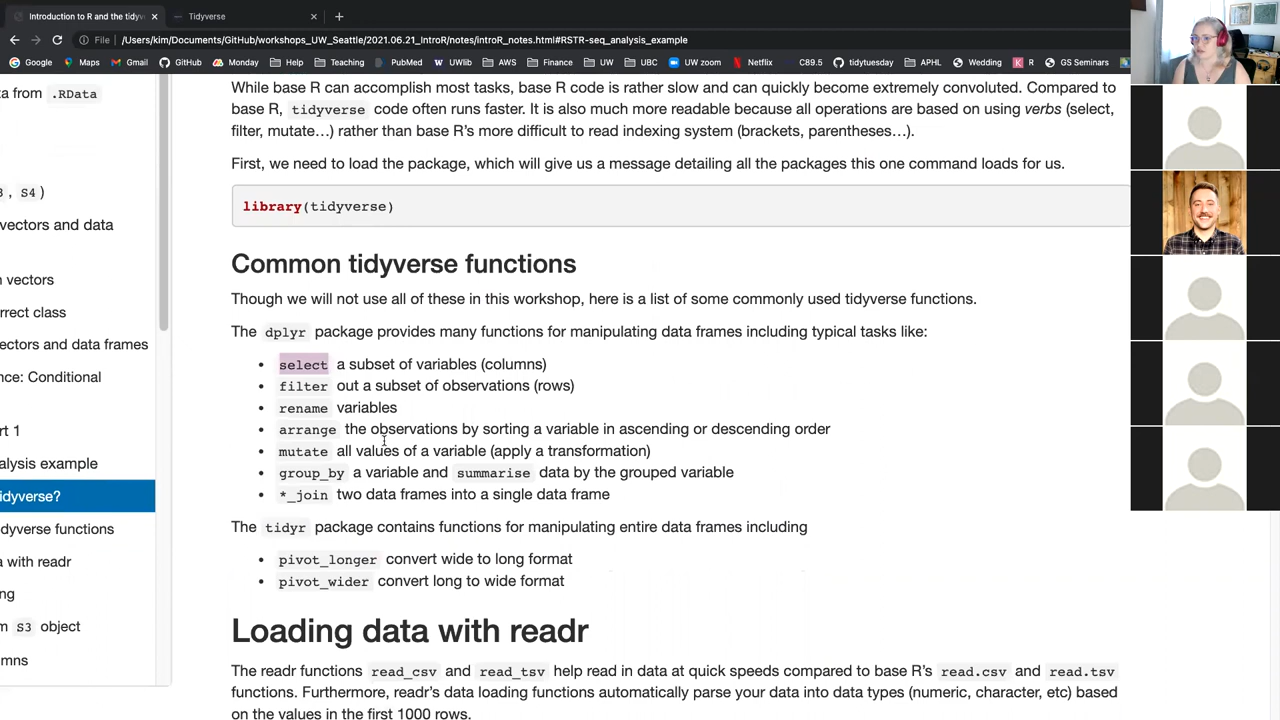 Introduction to R and the tidyv
Tidyverse
File
/Users/kim/Documents/GitHub/workshops_UW_Seattle/2021.06.21_IntroR/notes/introR_notes.html#RSTR-seq_analysis_example
Google Maps Gmail GitHub Monday Help Teaching PubMed UWlib AWS Finance UW UBC UW zoom Netflix C89.5 tidytuesday APHL Wedding R GS Seminars
ta from .RData
3, S4)
vectors and data
n vectors
rrect class
ectors and data frames
nce: Conditional
rt 1
alysis example
idyverse?
dyverse functions
a with readr
ng
m S3 object
mns
While base R can accomplish most tasks, base R code is rather slow and can quickly become extremely convoluted. Compared to
base R, tidyverse code often runs faster. It is also much more readable because all operations are based on using verbs (select,
filter, mutate…) rather than base R's more difficult to read indexing system (brackets, parentheses…).
First, we need to load the package, which will give us a message detailing all the packages this one command loads for us.
library(tidyverse)
Common tidyverse functions
Though we will not use all of these in this workshop, here is a list of some commonly used tidyverse functions.
The dplyr package provides many functions for manipulating data frames including typical tasks like:
• select a subset of variables (columns)
• filter out a subset of observations (rows)
• rename variables
• arrange the observations by sorting a variable in ascending or descending order
• mutate all values of a variable (apply a transformation)
• group_by a variable and summarise data by the grouped variable
• *_join two data frames into a single data frame
The tidyr package contains functions for manipulating entire data frames including
• pivot_longer convert wide to long format
• pivot_wider convert long to wide format
Loading data with readr
The readr functions read_csv and read_tsv help read in data at quick speeds compared to base R's read.csv and read.tsv
functions. Furthermore, readr's data loading functions automatically parse your data into data types (numeric, character, etc) based
on the values in the first 1000 rows.